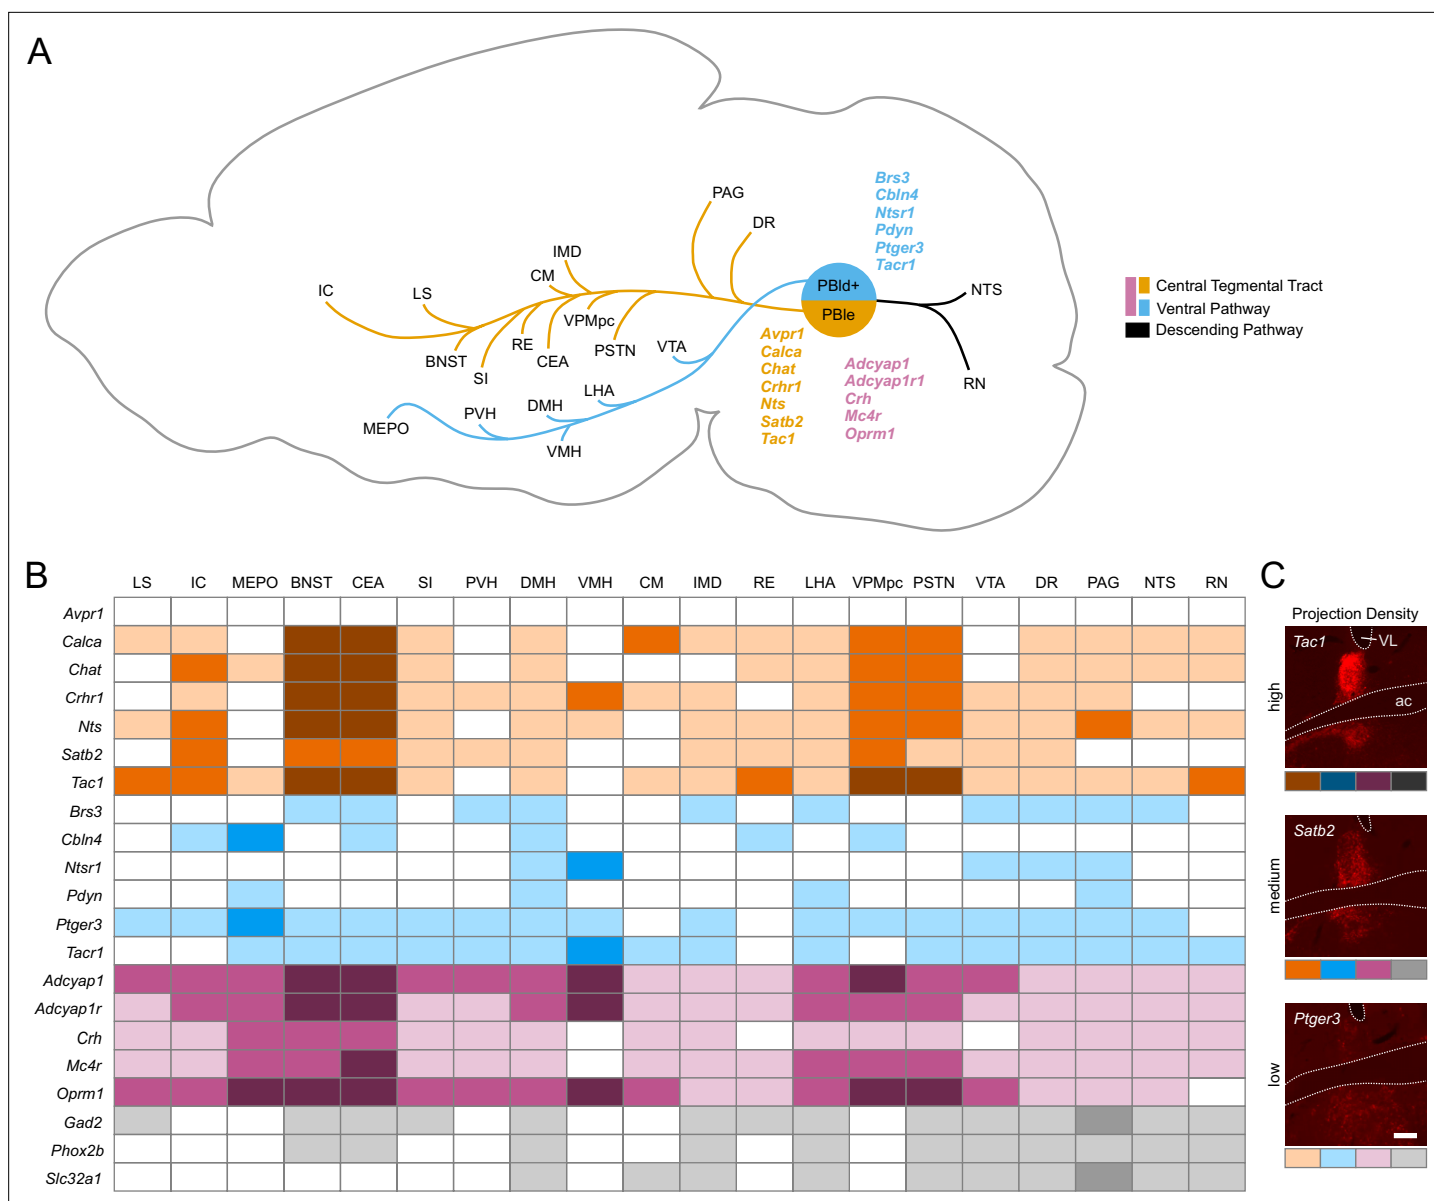 A
Brs3
Cbln4
Ntsr1
Pdyn
Ptger3
Tacr1
PAG
DR
IMD
CM
IC
LS
PBld+
PBle
NTS
RN
BNST
SI
RE
CEA
VPMpc
PSTN
VTA
LHA
DMH
PVH
VMH
MEPO
Central Tegmental Tract
Ventral Pathway
Descending Pathway
Avpr1
Calca
Chat
Crhr1
Nts
Satb2
Tac1
Adcyap1
Adcyap1r1
Crh
Mc4r
Oprm1
B
LS IC MEPO BNST CEA SI PVH DMH VMH CM IMD RE LHA VPMpc PSTN VTA DR PAG NTS RN
Avpr1
Calca
Chat
Crhr1
Nts
Satb2
Tac1
Brs3
Cbln4
Ntsr1
Pdyn
Ptger3
Tacr1
Adcyap1
Adcyap1r
Crh
Mc4r
Oprm1
Gad2
Phox2b
Slc32a1
C
Projection Density
Tac1
VL
ac
high
Satb2
medium
Ptger3
low